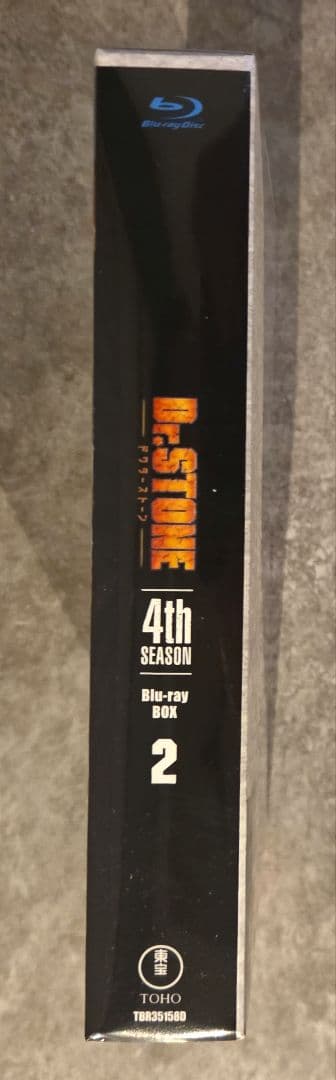 Blu-ray Disc
Dr.STONE
ドクターストーン
4th
SEASON
Blu-ray
BOX
2
東宝
TOHO
TBR35158D